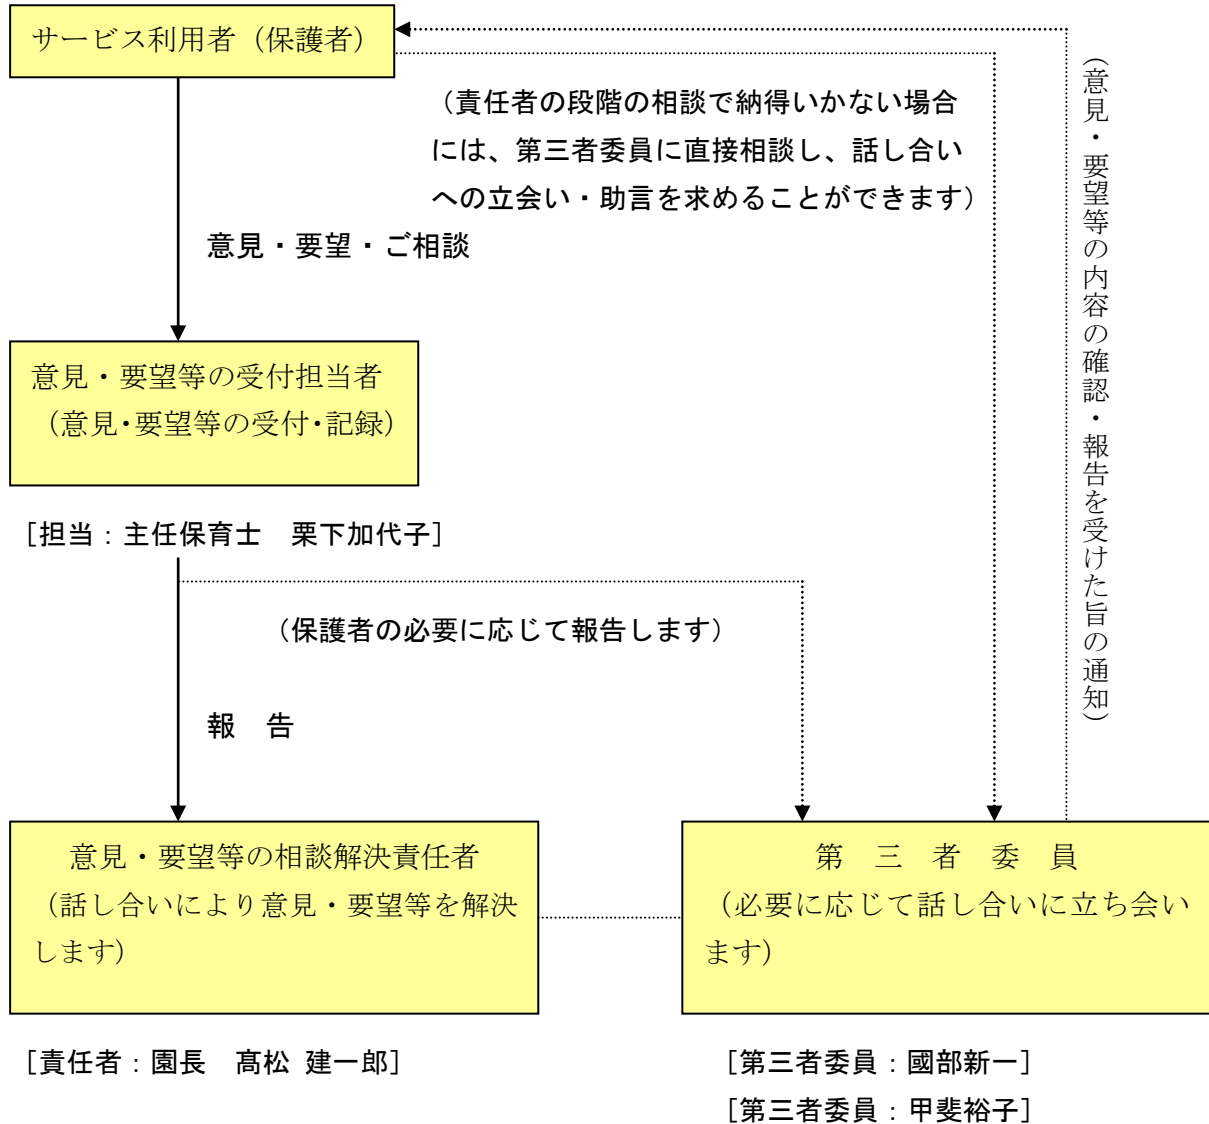 サービス利用者（保護者）
（責任者の段階の相談で納得いかない場合
には、第三者委員に直接相談し、話し合い
への立会い・助言を求めることができます）
（意見・要望等の内容の確認・報告を受けた旨の通知）
意見・要望・ご相談
意見・要望等の受付担当者
（意見・要望等の受付・記録）
［担当：主任保育士　栗下加代子］
（保護者の必要に応じて報告します）
報　告
意見・要望等の相談解決責任者
（話し合いにより意見・要望等を解決
します）
第　三　者　委　員
（必要に応じて話し合いに立ち会い
ます）
［責任者：園長　髙松 建一郎］
［第三者委員：國部新一］
［第三者委員：甲斐裕子］